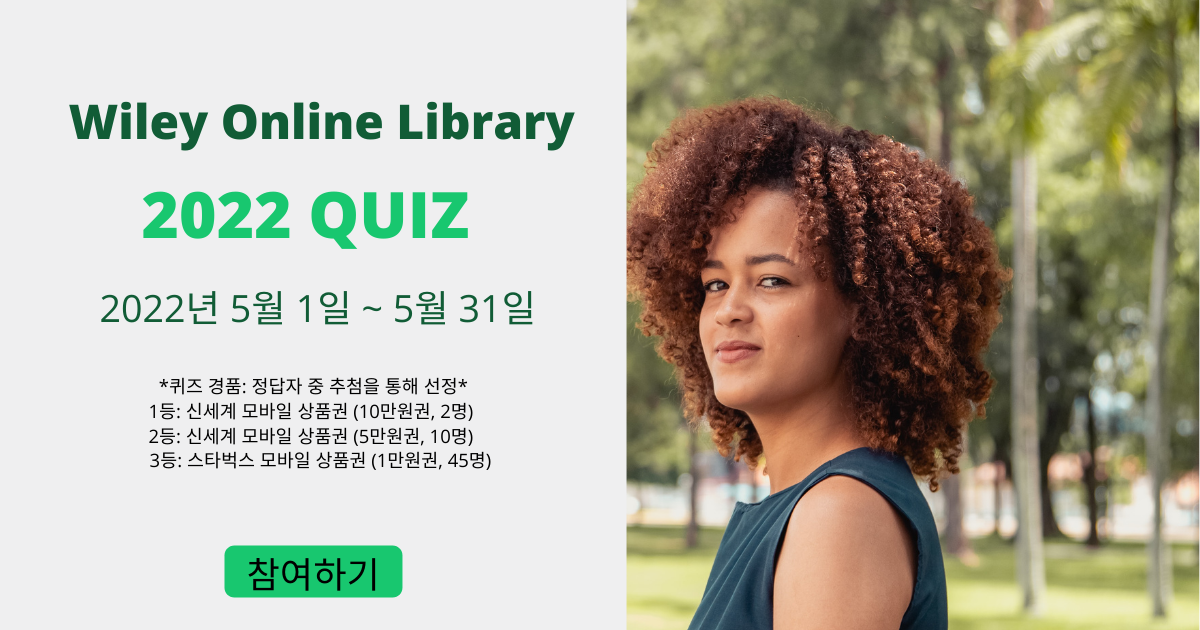 Wiley Online Library
2022 QUIZ
2022년 5월 1일 ~ 5월 31일
*퀴즈 경품: 정답자 중 추첨을 통해 선정*
1등: 신세계 모바일 상품권 (10만원권, 2명)
2등: 신세계 모바일 상품권 (5만원권, 10명)
3등: 스타벅스 모바일 상품권 (1만원권, 45명)
참여하기